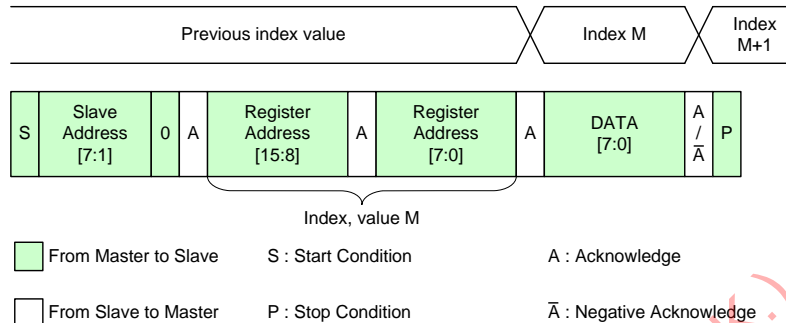 Previous index value Index M Index
M+1
S Slave
Address
[7:1] 0 A Register
Address
[15:8] A Register
Address
[7:0] A DATA
[7:0] A
/
A̅ P
Index, value M
From Master to Slave S : Start Condition A : Acknowledge
From Slave to Master P : Stop Condition A̅ : Negative Acknowledge